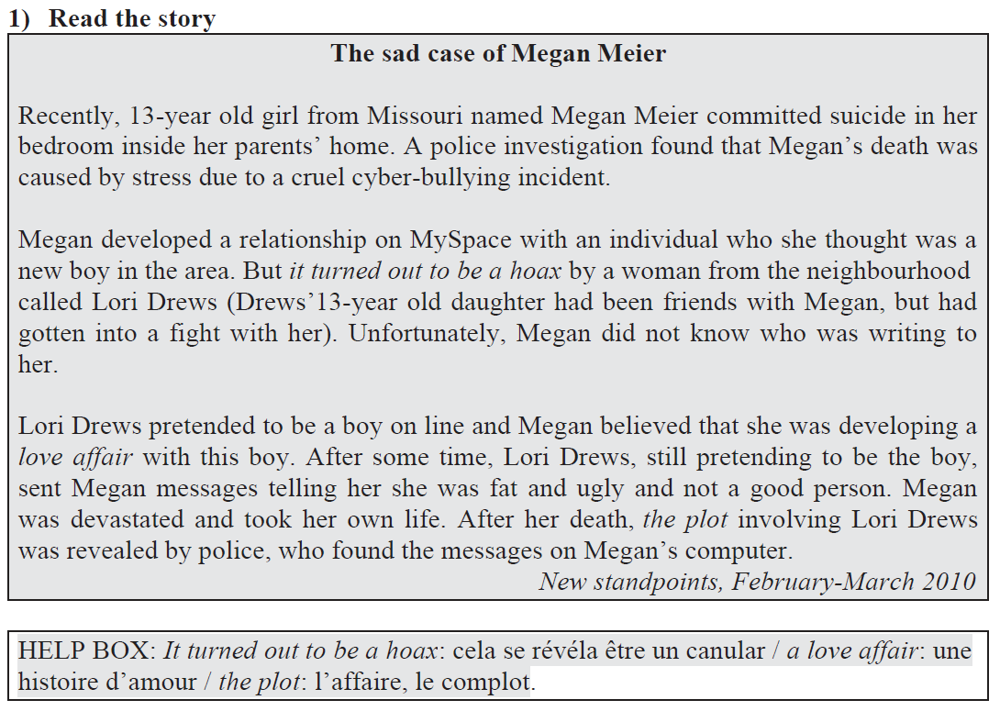 1) Read the story
The sad case of Megan Meier
Recently, 13-year old girl from Missouri named Megan Meier committed suicide in her
bedroom inside her parents’ home. A police investigation found that Megan’s death was
caused by stress due to a cruel cyber-bullying incident.
Megan developed a relationship on MySpace with an individual who she thought was a
new boy in the area. But it turned out to be a hoax by a woman from the neighbourhood
called Lori Drews (Drews’13-year old daughter had been friends with Megan, but had
gotten into a fight with her). Unfortunately, Megan did not know who was writing to
her.
Lori Drews pretended to be a boy on line and Megan believed that she was developing a
love affair with this boy. After some time, Lori Drews, still pretending to be the boy,
sent Megan messages telling her she was fat and ugly and not a good person. Megan
was devastated and took her own life. After her death, the plot involving Lori Drews
was revealed by police, who found the messages on Megan’s computer.
New standpoints, February-March 2010
HELP BOX: It turned out to be a hoax: cela se révéla être un canular / a love affair: une
histoire d’amour / the plot: l’affaire, le complot.